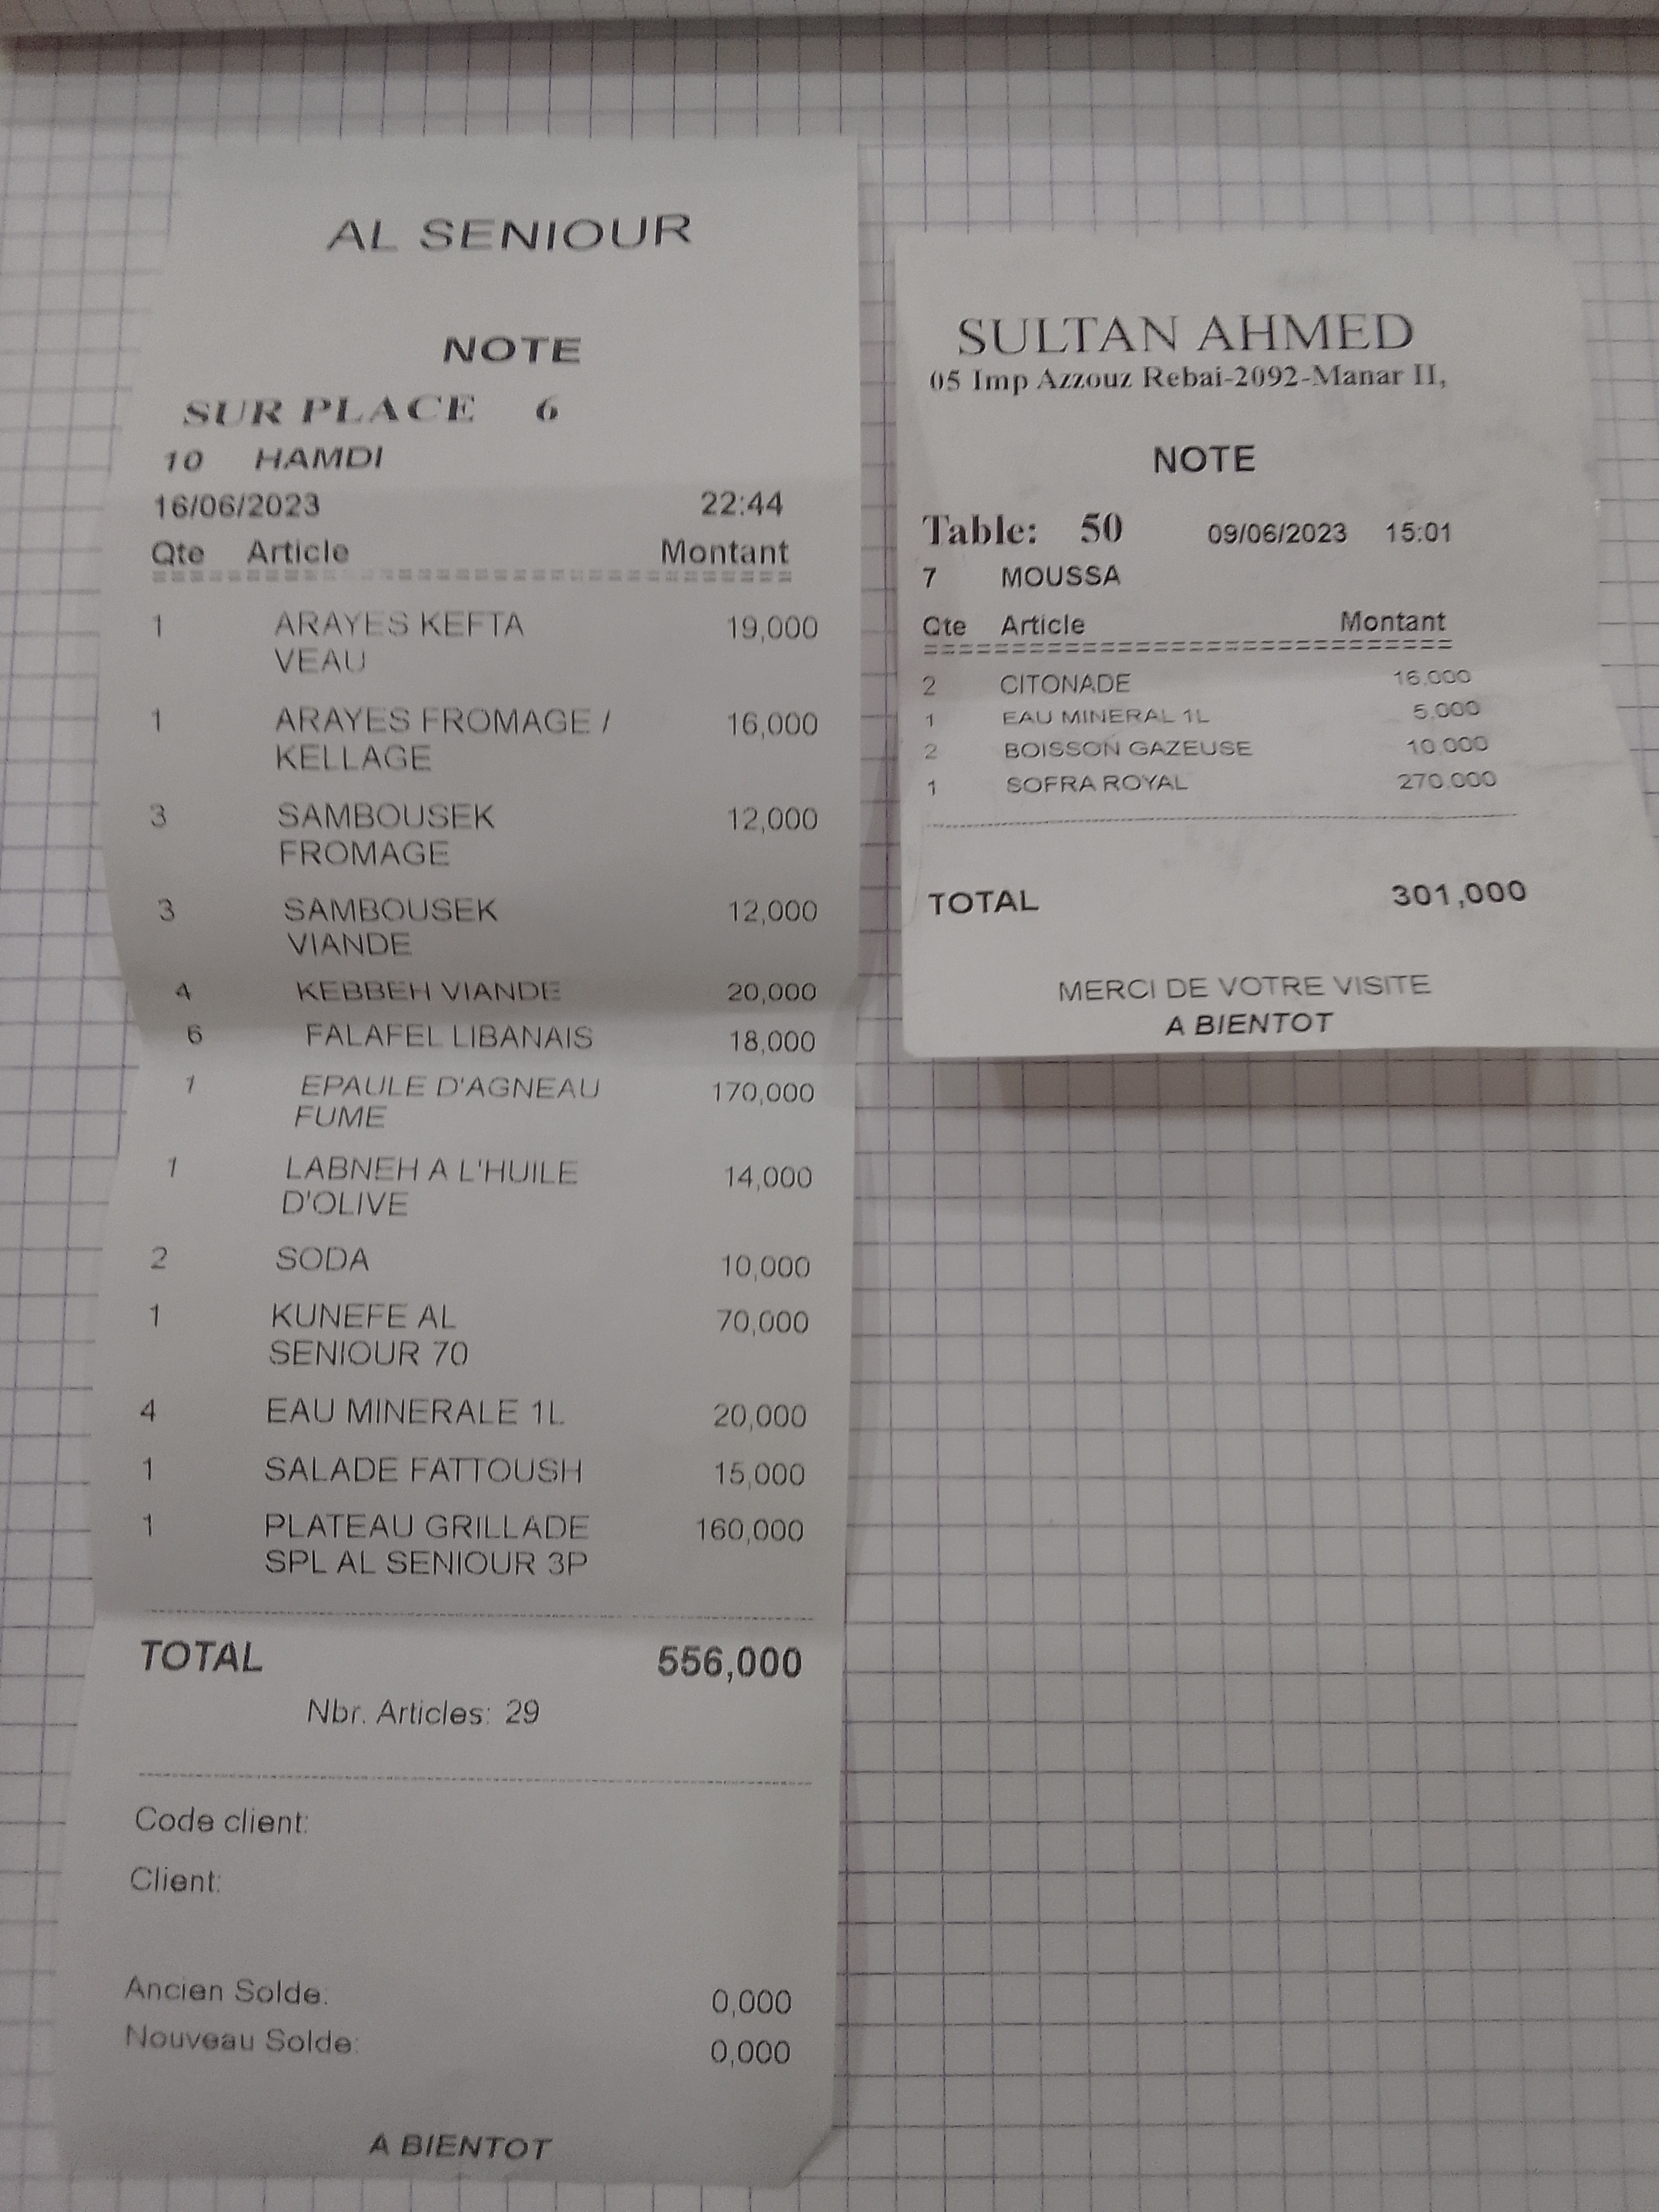 AL SENIOUR
NOTE
SUR PLACE 6
10 HAMDI
16/06/2023 22:44
Qte Article Montant
1 ARAYES KEFTA 19,000
VEAU
1 ARAYES FROMAGE / 16,000
KELLAGE
3 SAMBOUSEK 12,000
FROMAGE
3 SAMBOUSEK 12,000
VIANDE
4 KEBBEH VIANDE 20,000
6 FALAFEL LIBANAIS 18,000
1 EPAULE D'AGNEAU 170,000
FUME
1 LABNEH A L'HUILE 14,000
D'OLIVE
2 SODA 10,000
1 KUNEFE AL 70,000
SENIOUR 70
4 EAU MINERALE 1L 20,000
1 SALADE FATTOUSH 15,000
1 PLATEAU GRILLADE 160,000
SPL AL SENIOUR 3P
TOTAL 556,000
Nbr. Articles: 29
Code client:
Client:
Ancien Solde: 0,000
Nouveau Solde: 0,000
A BIENTOT
SULTAN AHMED
05 Imp Azzouz Rebai-2092-Manar II,
NOTE
Table: 50 09/06/2023 15:01
7 MOUSSA
Qte Article Montant
2 CITONADE 16,000
1 EAU MINERAL 1L 5,000
2 BOISSON GAZEUSE 10,000
1 SOFRA ROYAL 270,000
TOTAL 301,000
MERCI DE VOTRE VISITE
A BIENTOT